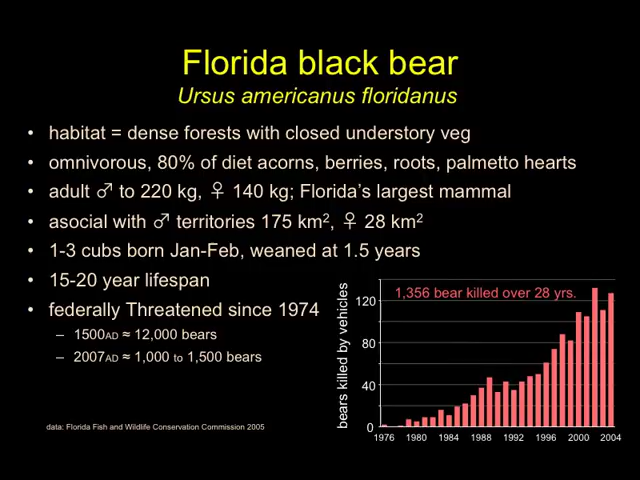 Florida black bear
Ursus americanus floridanus
• habitat = dense forests with closed understory veg
• omnivorous, 80% of diet acorns, berries, roots, palmetto hearts
• adult ♂ to 220 kg, ♀ 140 kg; Florida's largest mammal
• asocial with ♂ territories 175 km², ♀ 28 km²
• 1-3 cubs born Jan-Feb, weaned at 1.5 years
• 15-20 year lifespan
• federally Threatened since 1974
– 1500AD ≈ 12,000 bears
– 2007AD ≈ 1,000 to 1,500 bears
data: Florida Fish and Wildlife Conservation Commission 2005
bears killed by vehicles
1,356 bear killed over 28 yrs.
120
80
40
0
1976 1980 1984 1988 1992 1996 2000 2004